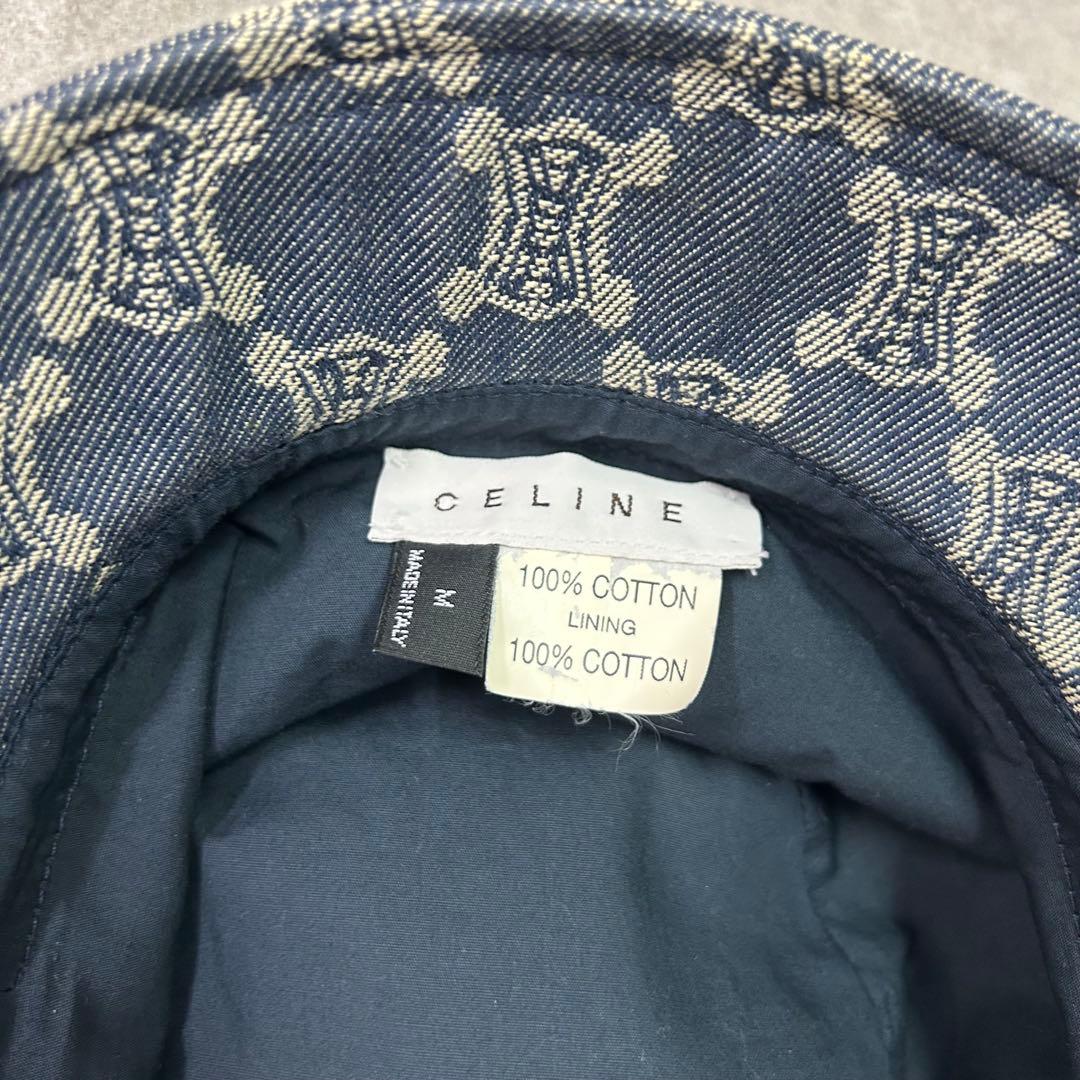 CELINE
MADE IN ITALY
M
100% COTTON
LINING
100% COTTON